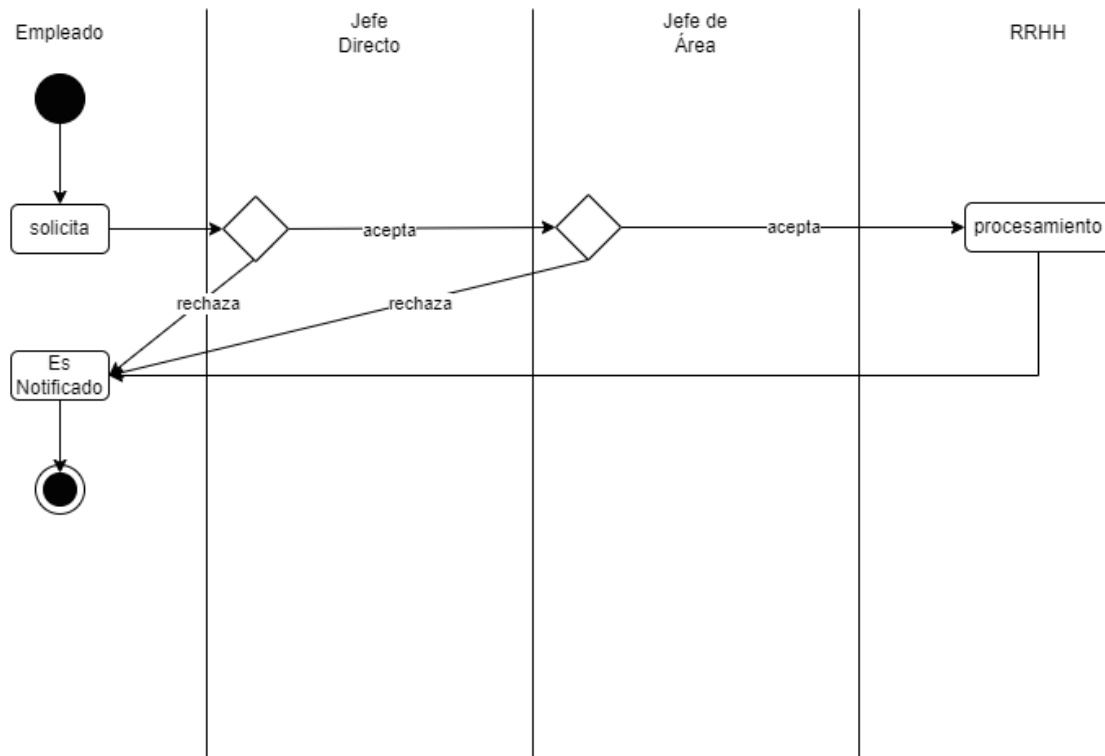 Empleado
Jefe
Directo
Jefe de
Área
RRHH
solicita
acepta
acepta
procesamiento
rechaza
rechaza
Es
Notificado